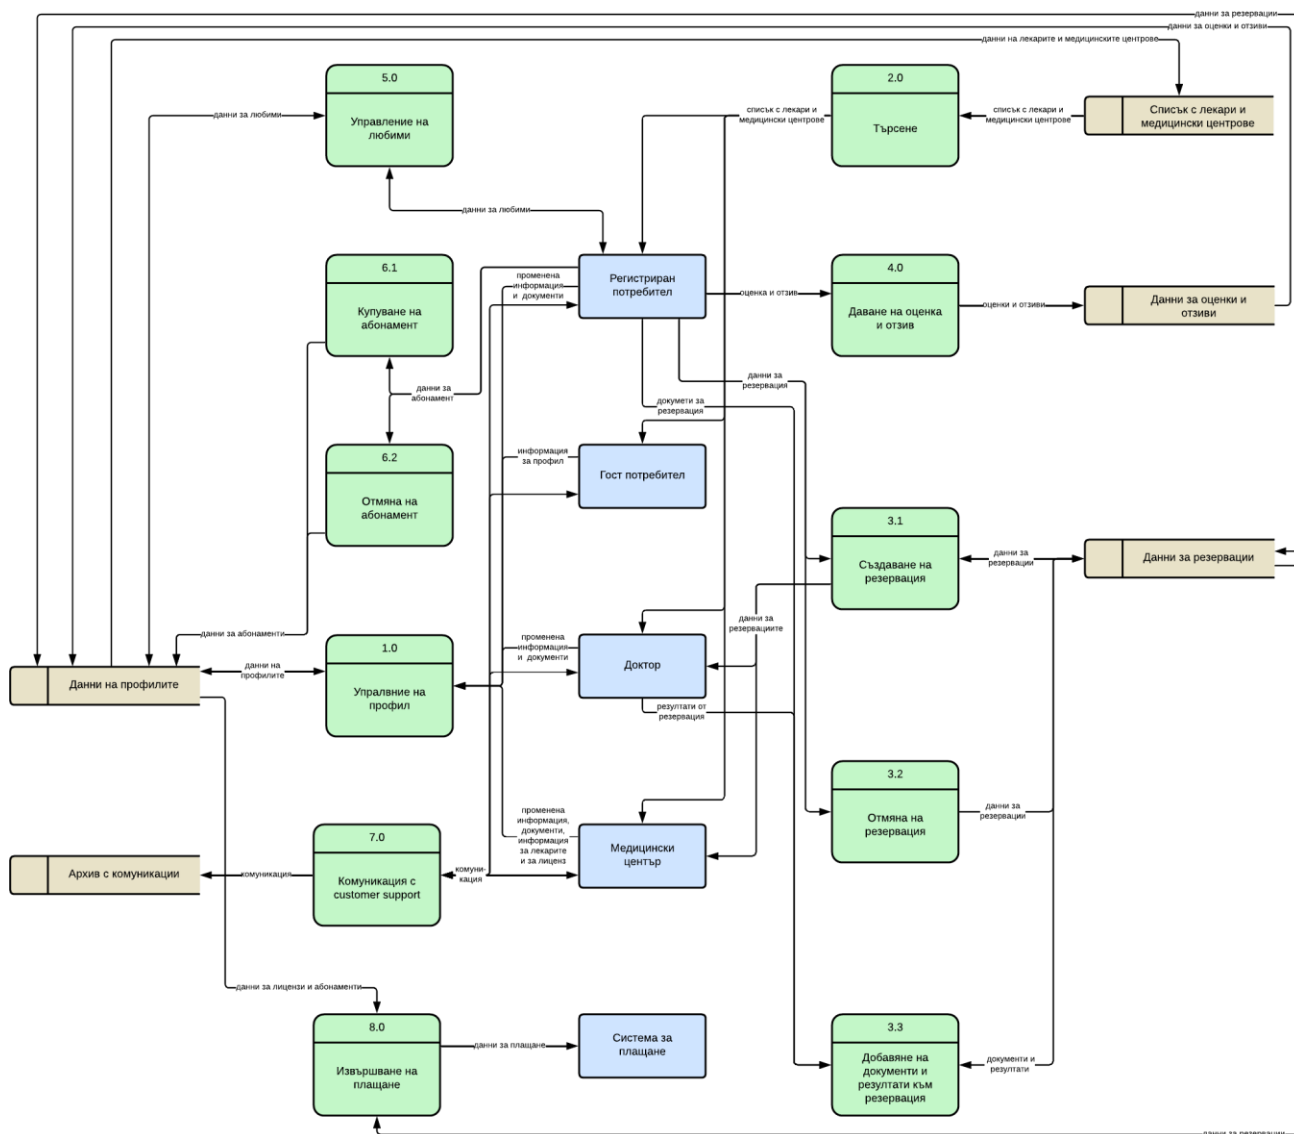 данни за резервации
данни за оценки и отзиви
данни на лекарите и медицинските центрове
5.0
Управление на
любими
данни за любими
2.0
Търсене
списък с лекари и
медицински центрове
списък с лекари и
медицински центрове
Списък с лекари и
медицински центрове
данни за любими
6.1
Купуване на
абонамент
променена
информация
и документи
Регистриран
потребител
оценка и отзив
4.0
Даване на оценка
и отзив
оценки и отзиви
Данни за оценки и
отзиви
данни за
абонамент
данни за
резервация
докумети за
резервация
6.2
Отмяна на
абонамент
информация
за профил
Гост потребител
3.1
Създаване на
резервация
данни за
резервации
Данни за резервации
данни за абонаменти
данни за
резервациите
Данни на профилите
данни на
профилите
1.0
Упралвние на
профил
променена
информация
и документи
Доктор
резултати от
резервация
3.2
Отмяна на
резервация
данни за
резервации
Архив с комуникации
комуникация
7.0
Комуникация с
customer support
комуни-
кация
променена
информация,
документи,
информация
за лекарите
и за лиценз
Медицински
център
данни за лицензи и абонаменти
8.0
Извършване на
плащане
данни за плащане
Система за
плащане
3.3
Добавяне на
документи и
резултати към
резервация
документи и
резултати
данни за резервации